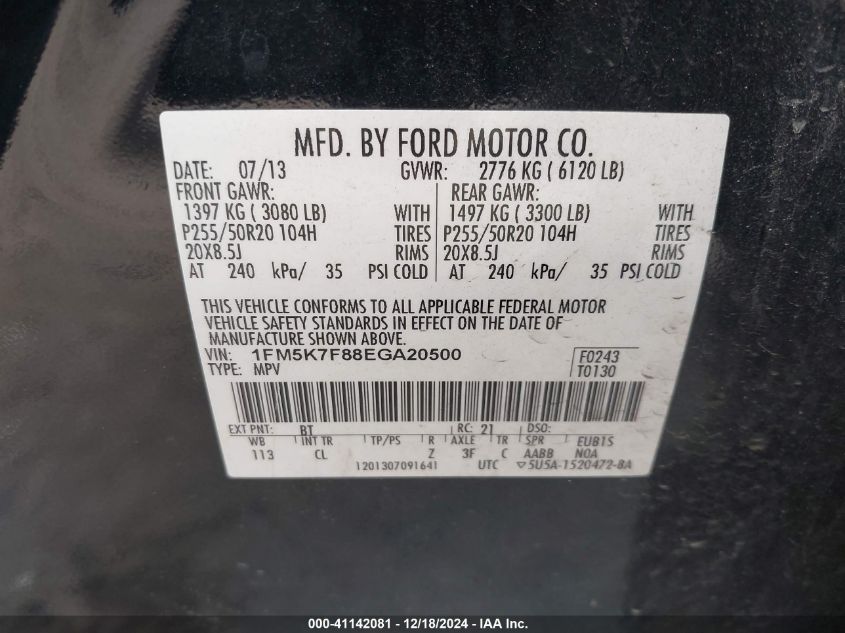 MFD. BY FORD MOTOR CO.
DATE: 07/13 GVWR: 2776 KG ( 6120 LB)
FRONT GAWR: REAR GAWR:
1397 KG ( 3080 LB) WITH 1497 KG ( 3300 LB) WITH
P255/50R20 104H TIRES P255/50R20 104H TIRES
20X8.5J RIMS 20X8.5J RIMS
AT 240 kPa/ 35 PSI COLD AT 240 kPa/ 35 PSI COLD
THIS VEHICLE CONFORMS TO ALL APPLICABLE FEDERAL MOTOR
VEHICLE SAFETY STANDARDS IN EFFECT ON THE DATE OF
MANUFACTURE SHOWN ABOVE.
VIN: 1FM5K7F88EGA20500 F0243
TYPE: MPV T0130
EXT PNT: BT RC: 21 DSO:
WB INT TR TP/PS R AXLE TR SPR EUB1S
113 CL Z 3F C AABB N0A
1201307091641 UTC ▽5U5A-1520472-BA
000-41142081 - 12/18/2024 - IAA Inc.